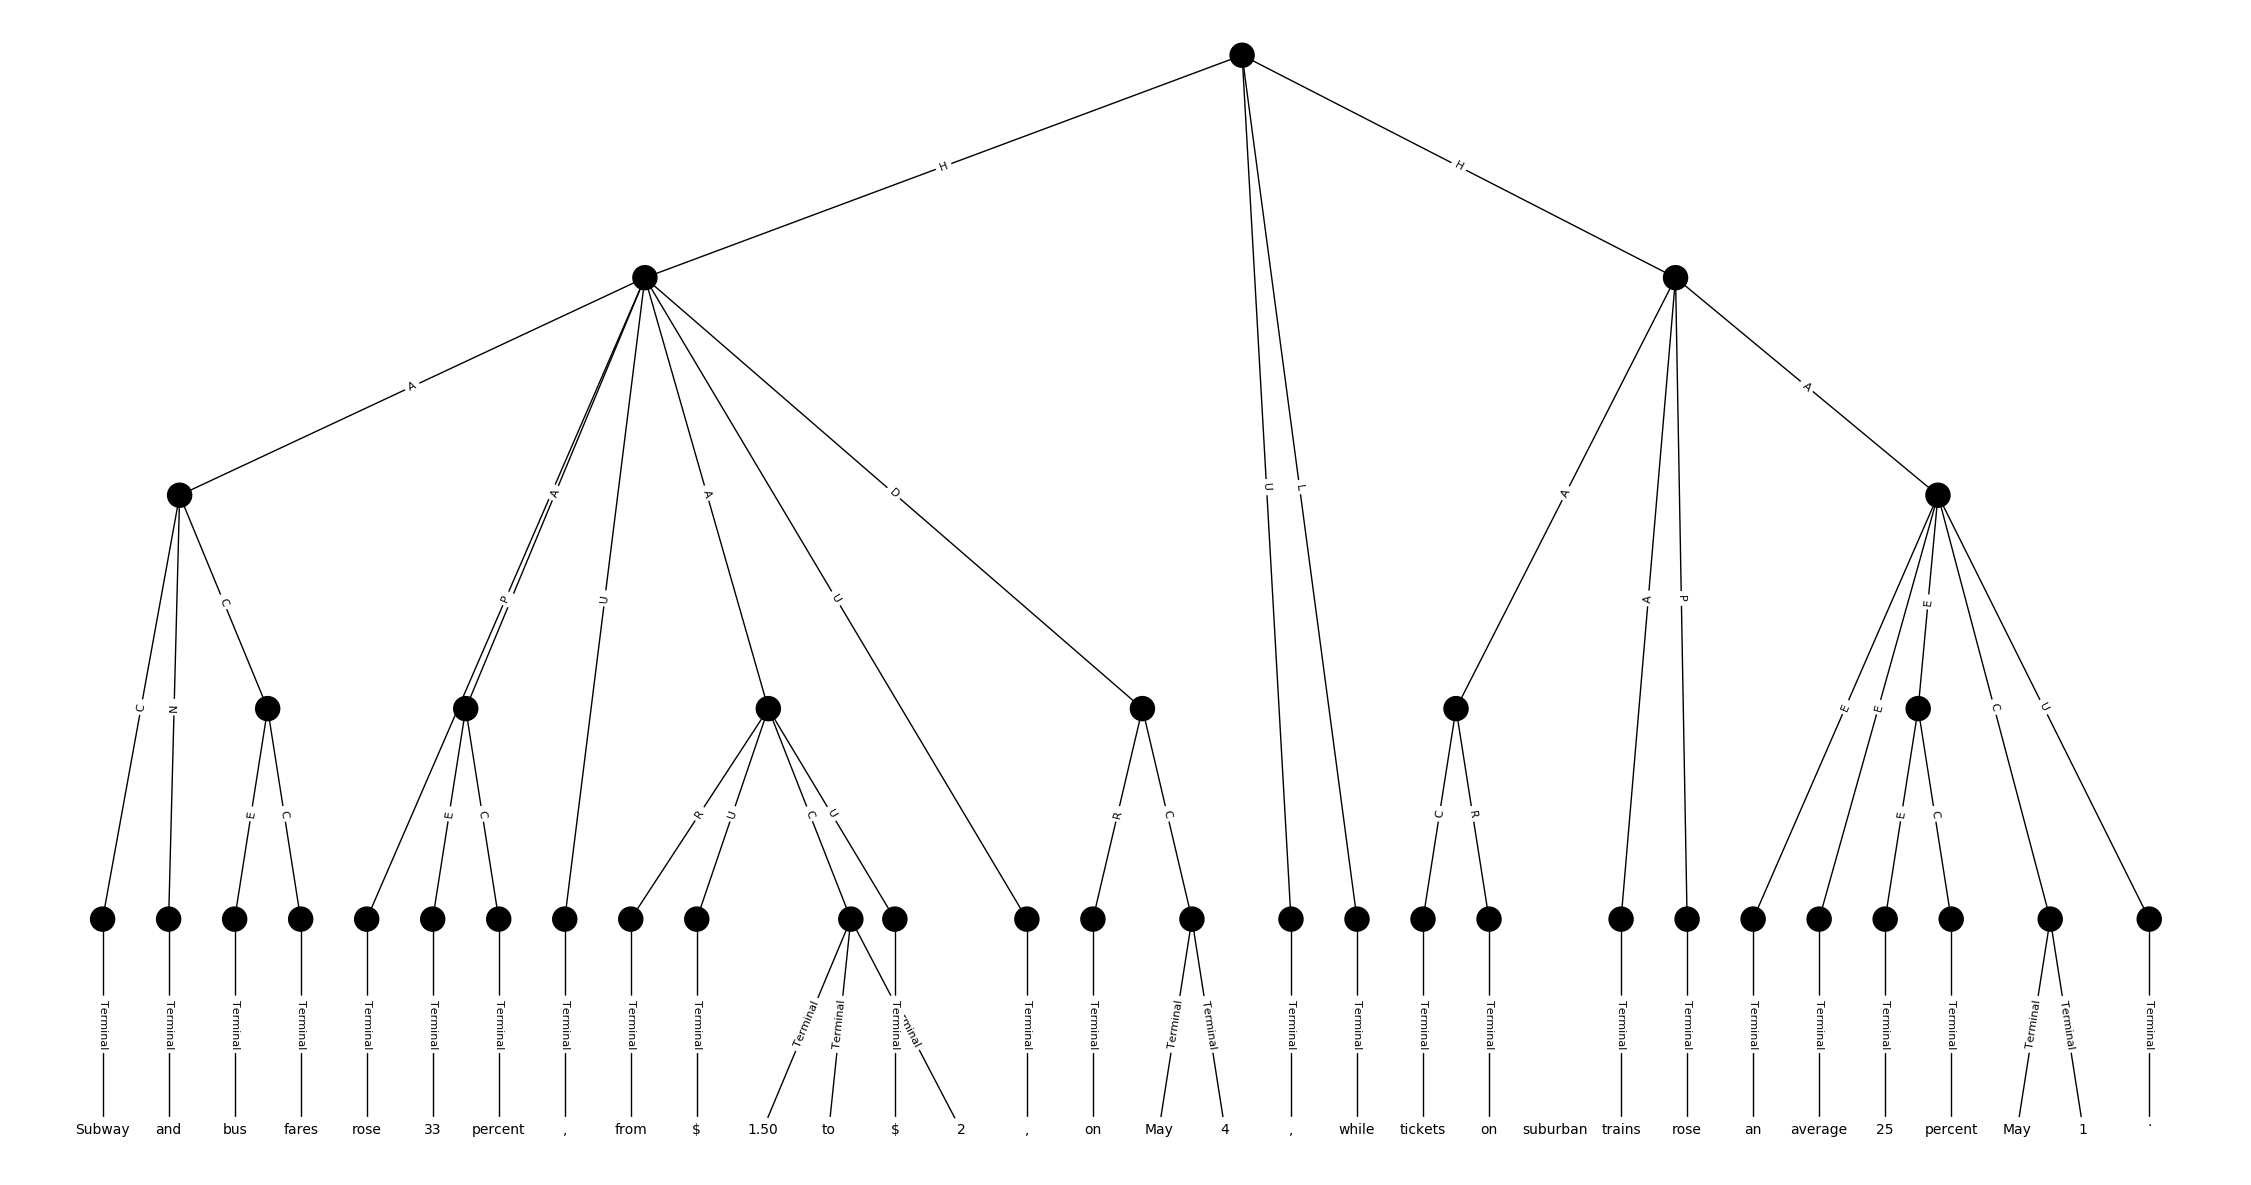 H H
A A U A D U L A A
C N C P U A U A P E E E C U
E C E C R U C U R C C R E C
Terminal Terminal Terminal Terminal Terminal Terminal Terminal Terminal Terminal Terminal Terminal Terminal Terminal Terminal Terminal Terminal Terminal Terminal Terminal Terminal Terminal Terminal Terminal Terminal Terminal Terminal Terminal Terminal Terminal Terminal
Subway and bus fares rose 33 percent , from $ 1.50 to $ 2 , on May 4 , while tickets on suburban trains rose an average 25 percent May 1 .